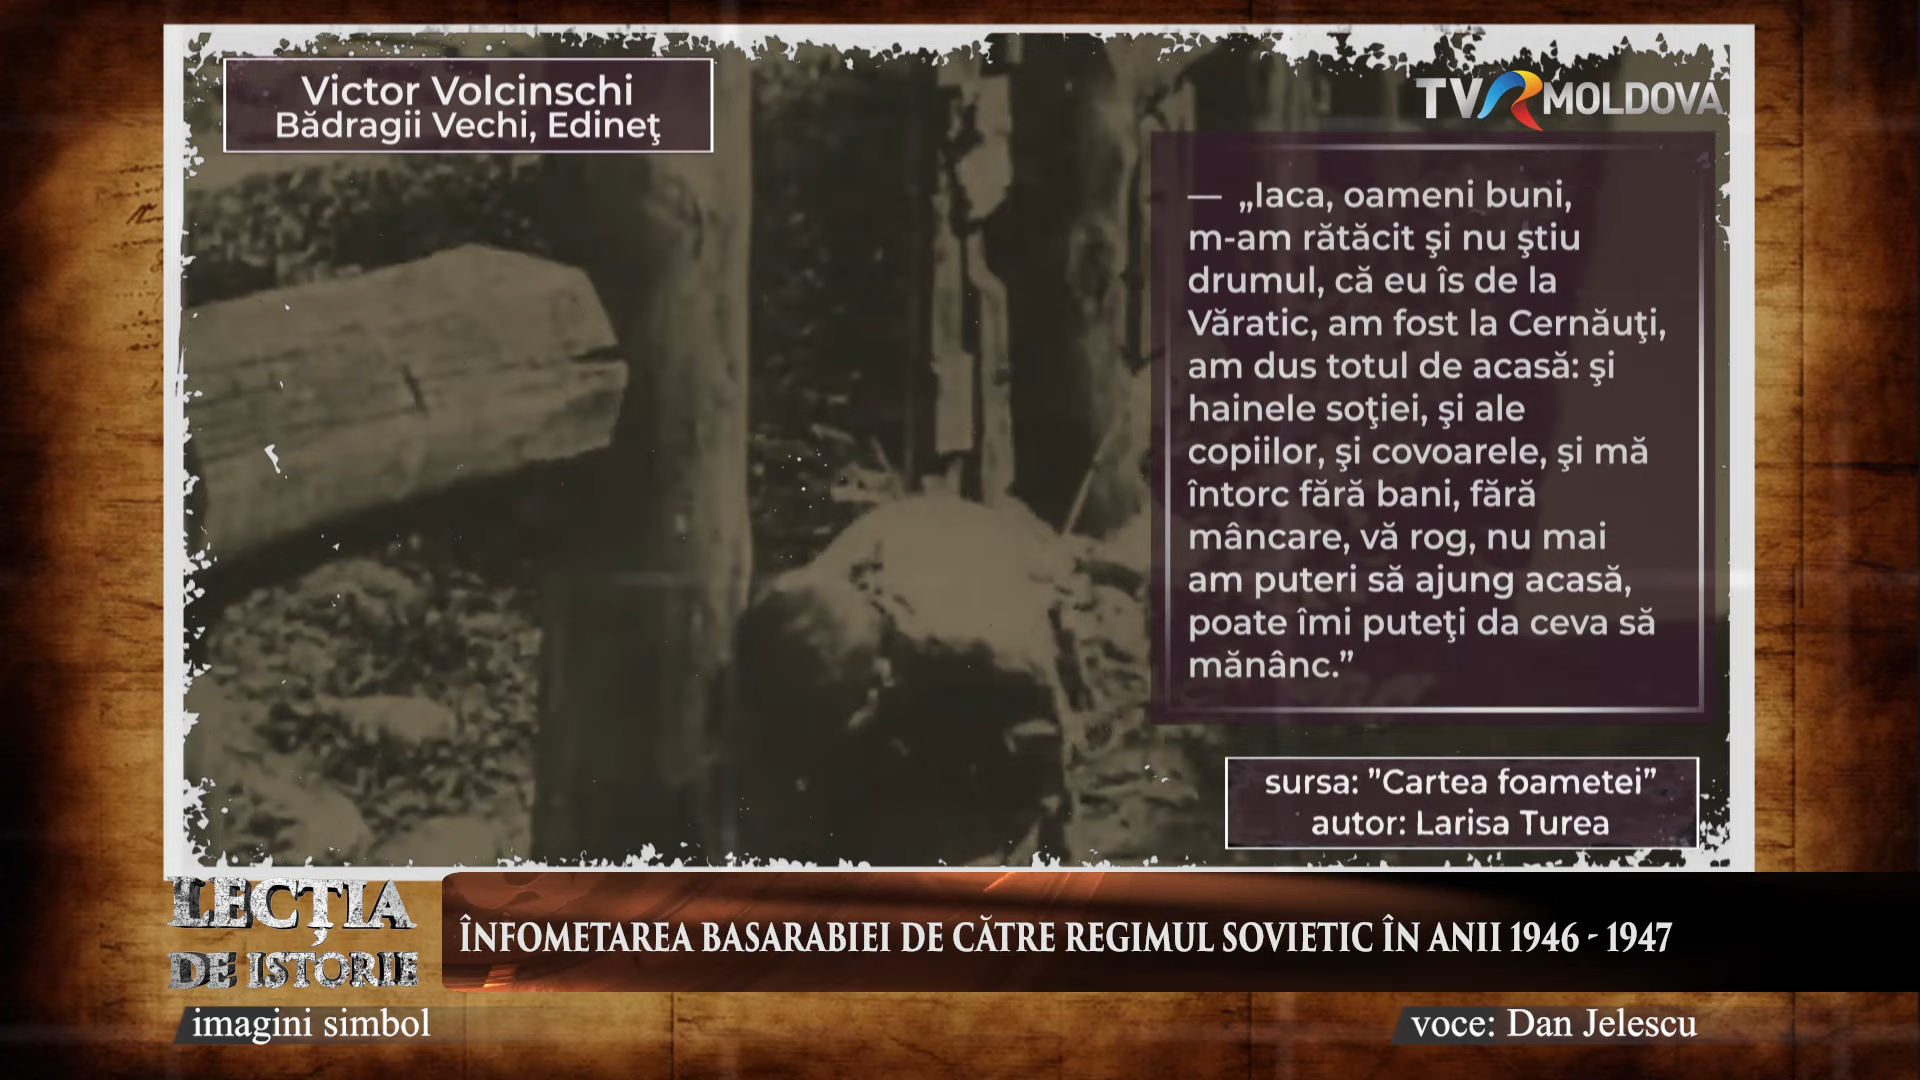 Victor Volcinschi
Bădragii Vechi, Edineţ
TVR MOLDOVA
— „Iaca, oameni buni,
m-am rătăcit şi nu ştiu
drumul, că eu îs de la
Văratic, am fost la Cernăuţi,
am dus totul de acasă: şi
hainele soţiei, şi ale
copiilor, şi covoarele, şi mă
întorc fără bani, fără
mâncare, vă rog, nu mai
am puteri să ajung acasă,
poate îmi puteţi da ceva să
mănânc.”
sursa: ”Cartea foametei”
autor: Larisa Turea
LECȚIA
DE ISTORIE
ÎNFOMETAREA BASARABIEI DE CĂTRE REGIMUL SOVIETIC ÎN ANII 1946 - 1947
imagini simbol
voce: Dan Jelescu